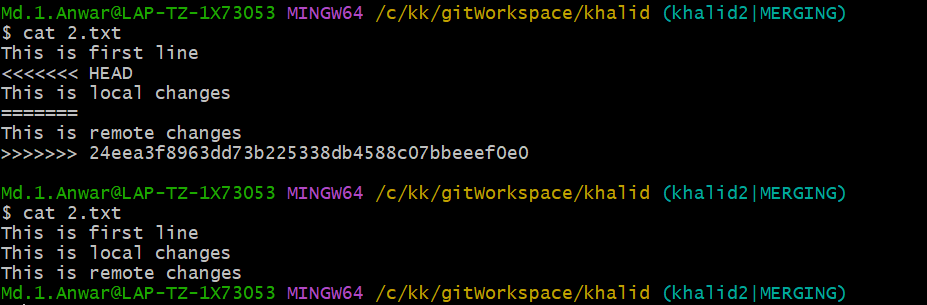 Md.1.Anwar@LAP-TZ-1X73053 MINGW64 /c/kk/gitWorkspace/khalid (khalid2|MERGING)
$ cat 2.txt
This is first line
<<<<<<< HEAD
This is local changes
=======
This is remote changes
>>>>>>> 24eea3f8963dd73b225338db4588c07bbeeef0e0
Md.1.Anwar@LAP-TZ-1X73053 MINGW64 /c/kk/gitWorkspace/khalid (khalid2|MERGING)
$ cat 2.txt
This is first line
This is local changes
This is remote changes
Md.1.Anwar@LAP-TZ-1X73053 MINGW64 /c/kk/gitWorkspace/khalid (khalid2|MERGING)